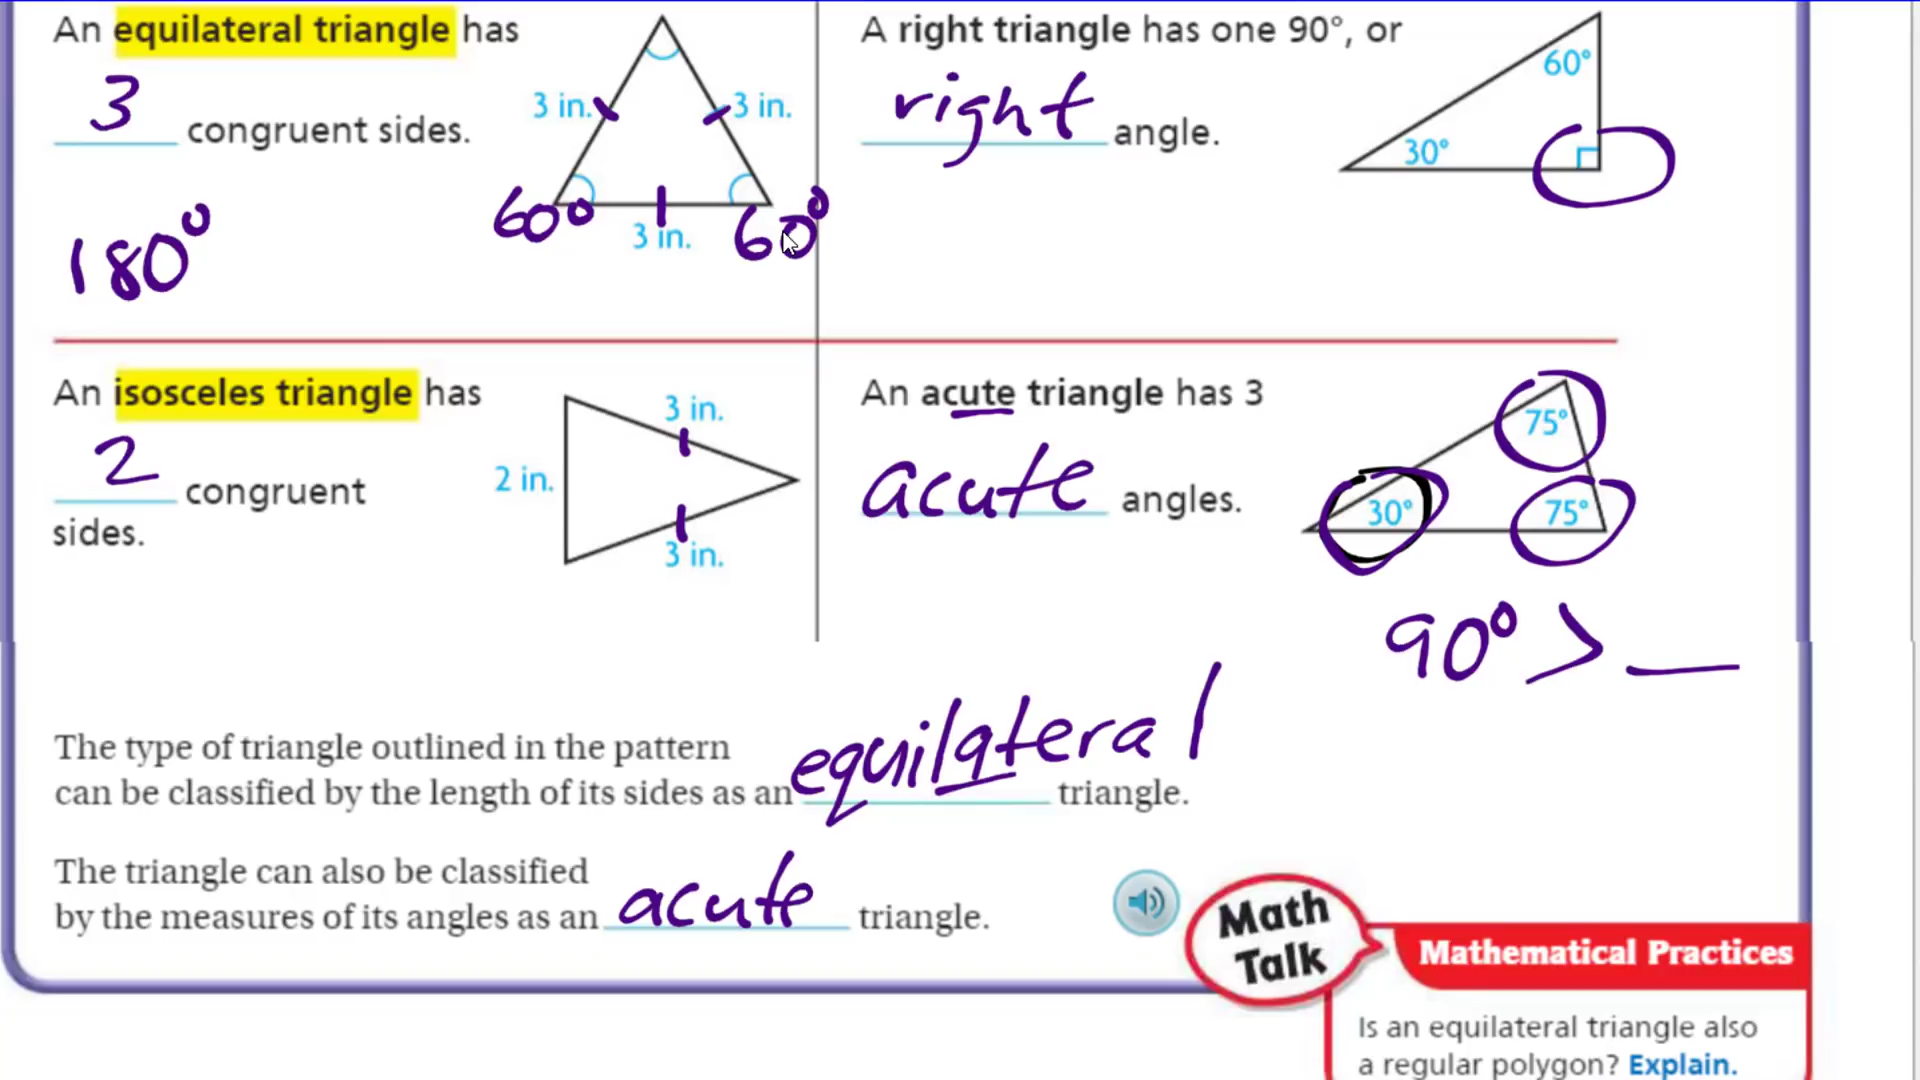 An equilateral triangle has
3 congruent sides.
3 in.
3 in.
60°
3 in.
60°
180°
A right triangle has one 90°, or
right angle.
60°
30°
An isosceles triangle has
2 congruent
sides.
3 in.
2 in.
3 in.
An acute triangle has 3
acute angles.
75°
30°
75°
90° > __
The type of triangle outlined in the pattern
can be classified by the length of its sides as an equilateral triangle.
The triangle can also be classified
by the measures of its angles as an acute triangle.
Math
Talk
Mathematical Practices
Is an equilateral triangle also
a regular polygon? Explain.